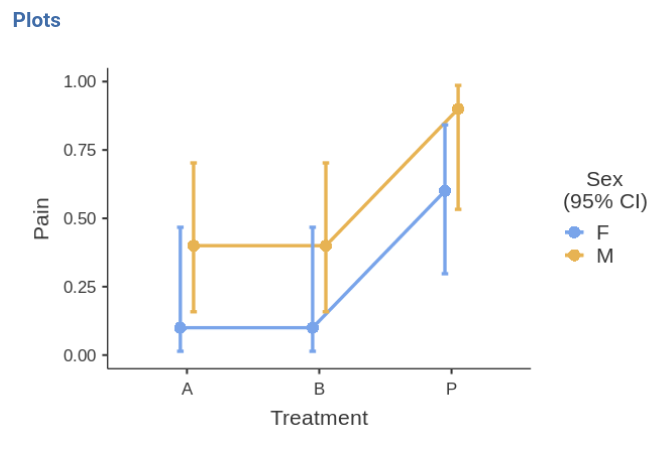 Plots
1.00
0.75
0.50
0.25
0.00
Pain
A B P
Treatment
Sex
(95% CI)
F
M